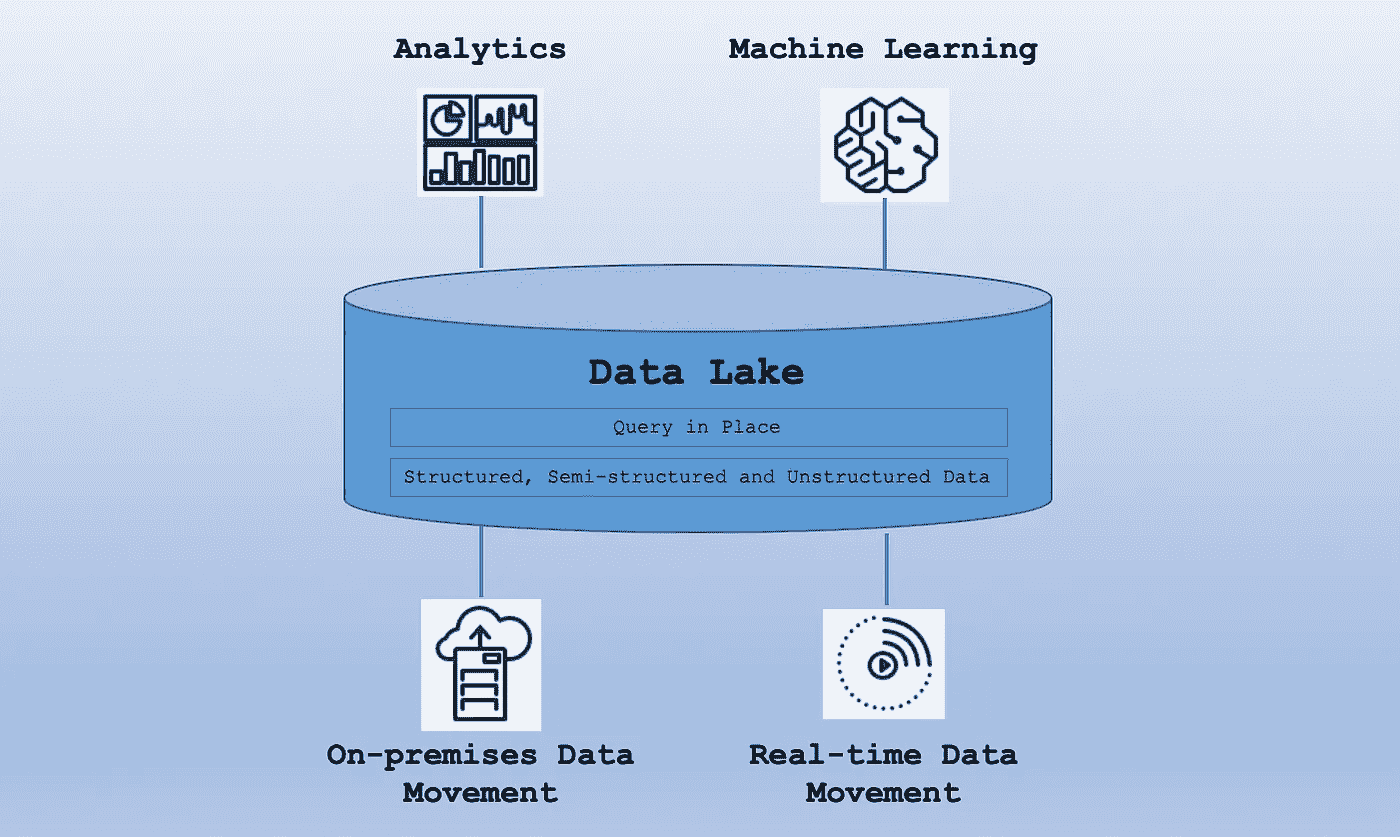 Analytics
Machine Learning
Data Lake
Query in Place
Structured, Semi-structured and Unstructured Data
On-premises Data
Movement
Real-time Data
Movement